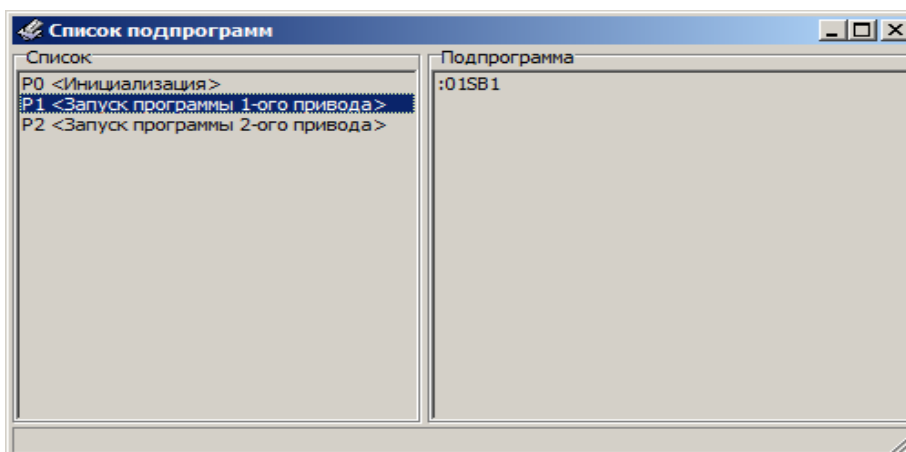 Список подпрограмм
Список
P0 <Инициализация>
P1 <Запуск программы 1-ого привода>
P2 <Запуск программы 2-ого привода>
Подпрограмма
:01SB1